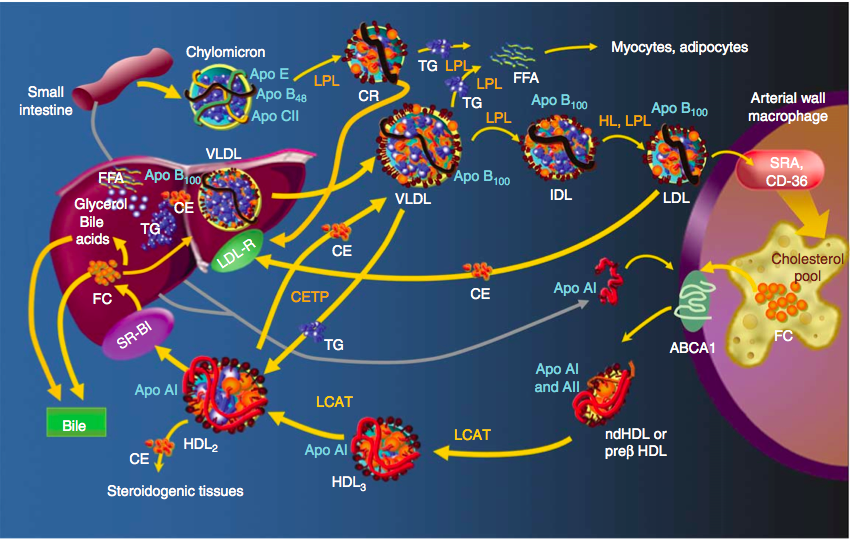 Chylomicron
Small
intestine
Apo E
Apo B48
Apo CII
LPL
CR
TG
LPL
LPL
TG
FFA
Myocytes, adipocytes
Arterial wall
macrophage
VLDL
Apo B100
FFA
Glycerol
Bile
acids
TG
CE
FC
LDL-R
SR-BI
VLDL
Apo B100
LPL
Apo B100
IDL
HL, LPL
Apo B100
LDL
SRA,
CD-36
Cholesterol
pool
FC
ABCA1
CE
CE
CETP
TG
Apo AI
Apo AI
and AII
ndHDL or
preβ HDL
LCAT
LCAT
Apo AI
HDL3
Apo AI
HDL2
CE
Steroidogenic tissues
Bile